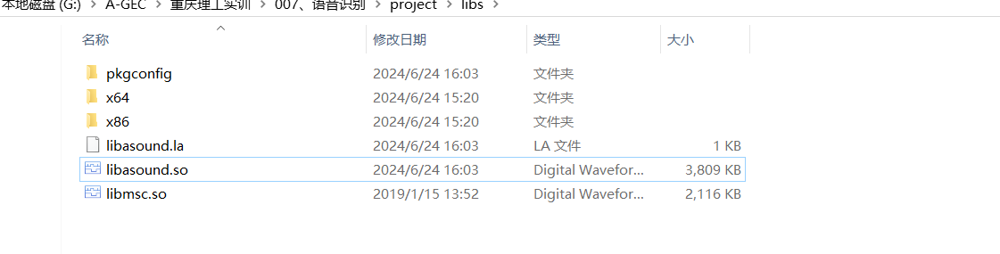 本地磁盘 (G:) > A-GEC > 重庆理工实训 > 007、语音识别 > project > libs >
名称 修改日期 类型 大小
pkgconfig 2024/6/24 16:03 文件夹
x64 2024/6/24 15:20 文件夹
x86 2024/6/24 15:20 文件夹
libasound.la 2024/6/24 16:03 LA 文件 1 KB
libasound.so 2024/6/24 16:03 Digital Wavefor... 3,809 KB
libmsc.so 2019/1/15 13:52 Digital Wavefor... 2,116 KB